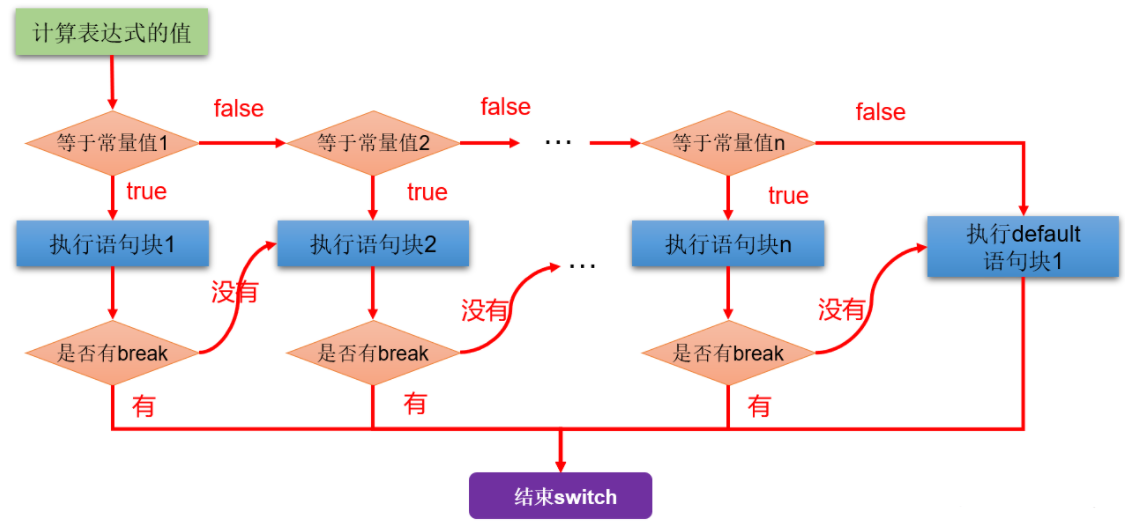 计算表达式的值
false
false
false
等于常量值1
等于常量值2
…
等于常量值n
true
true
true
执行语句块1
执行语句块2
…
执行语句块n
执行default
语句块1
没有
没有
没有
是否有break
是否有break
是否有break
有
有
有
结束switch